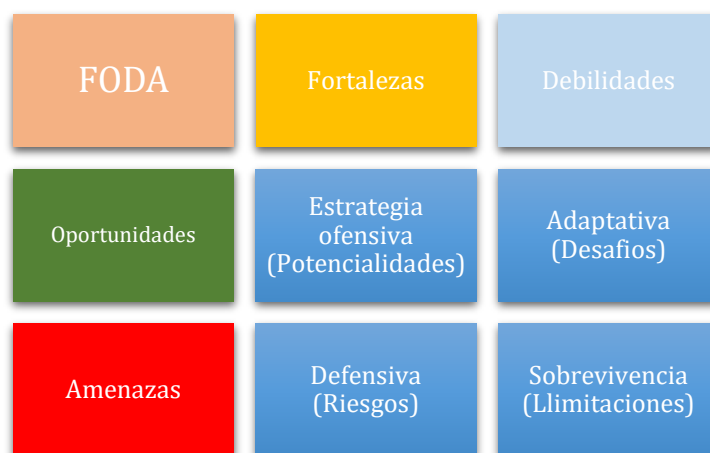 FODA
Fortalezas
Debilidades
Oportunidades
Estrategia
ofensiva
(Potencialidades)
Adaptativa
(Desafios)
Amenazas
Defensiva
(Riesgos)
Sobrevivencia
(Llimitaciones)